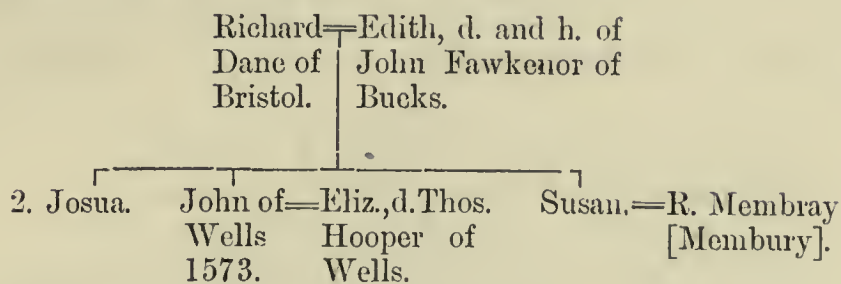 Richard=Edith, d. and h. of
Dane of John Fawkenor of
Bristol. Bucks.
2. Josua. John of=Eliz., d. Thos. Susan.=R. Membray
Wells Hooper of [Membury].
1573. Wells.